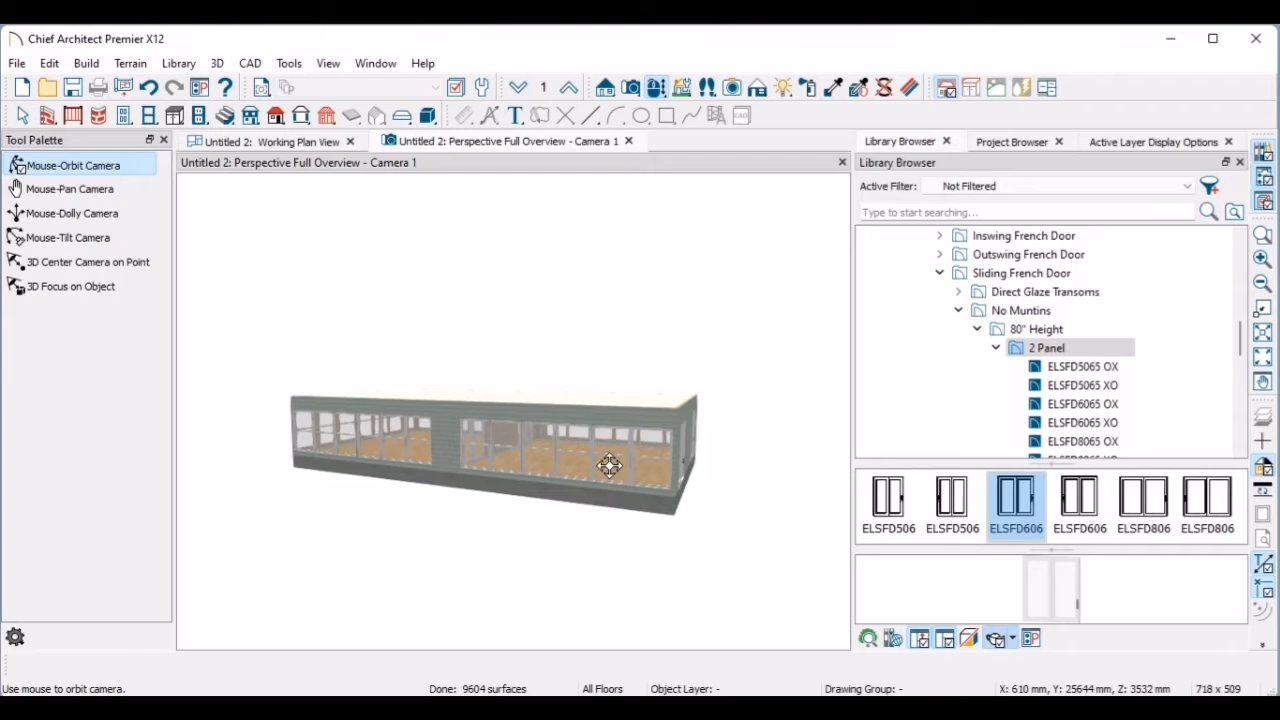 Chief Architect Premier X12
File Edit Build Terrain Library 3D CAD Tools View Window Help
1
Tool Palette
Untitled 2: Working Plan View
Untitled 2: Perspective Full Overview - Camera 1
Library Browser
Project Browser
Active Layer Display Options
Mouse-Orbit Camera
Mouse-Pan Camera
Mouse-Dolly Camera
Mouse-Tilt Camera
3D Center Camera on Point
3D Focus on Object
Untitled 2: Perspective Full Overview - Camera 1
Library Browser
Active Filter: Not Filtered
Type to start searching...
Inswing French Door
Outswing French Door
Sliding French Door
Direct Glaze Transoms
No Muntins
80" Height
2 Panel
ELSFD5065 OX
ELSFD5065 XO
ELSFD6065 OX
ELSFD6065 XO
ELSFD8065 OX
ELSFD506 ELSFD506 ELSFD606 ELSFD606 ELSFD806 ELSFD806
Use mouse to orbit camera.
Done: 9604 surfaces
All Floors
Object Layer: -
Drawing Group: -
X: 610 mm, Y: 25644 mm, Z: 3532 mm
718 x 509